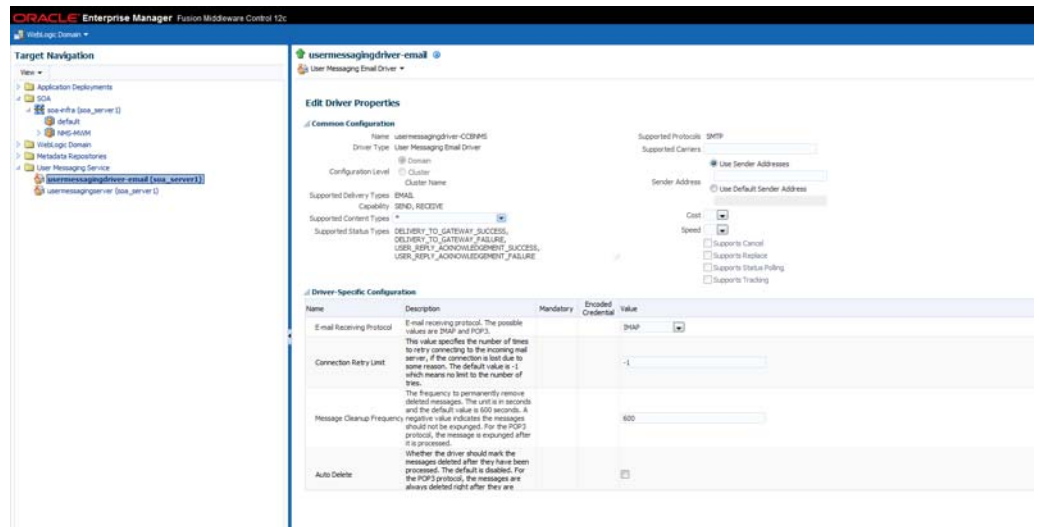 ORACLE Enterprise Manager Fusion Middleware Control 12c
WebLogic Domain
Target Navigation
View
Application Deployments
SOA
soa-infra (soa_server1)
default
NMS-MWM
WebLogic Domain
Metadata Repositories
User Messaging Service
usermessagingdriver-email (soa_server1)
usermessagingserver (soa_server1)
usermessagingdriver-email
User Messaging Email Driver
Edit Driver Properties
Common Configuration
Name usermessagingdriver-CCBNMS
Driver Type User Messaging Email Driver
Configuration Level
Domain
Cluster
Cluster Name
Supported Delivery Types EMAIL
Capability SEND, RECEIVE
Supported Content Types *
Supported Status Types DELIVERY_TO_GATEWAY_SUCCESS,
DELIVERY_TO_GATEWAY_FAILURE,
USER_REPLY_ACKNOWLEDGEMENT_SUCCESS,
USER_REPLY_ACKNOWLEDGEMENT_FAILURE
Supported Protocols SMTP
Supported Carriers
Sender Address
Use Sender Addresses
Use Default Sender Address
Cost
Speed
Supports Cancel
Supports Replace
Supports Status Polling
Supports Tracking
Driver-Specific Configuration
Name Description Mandatory Encoded Credential Value
E-mail Receiving Protocol
E-mail receiving protocol. The possible
values are IMAP and POP3.
IMAP
Connection Retry Limit
This value specifies the number of times
to retry connecting to the incoming mail
server, if the connection is lost due to
some reason. The default value is -1
which means no limit to the number of
tries.
-1
Message Cleanup Frequency
The frequency to permanently remove
deleted messages. The unit is in seconds
and the default value is 600 seconds. A
negative value indicates the messages
should not be expunged. For the POP3
protocol, the message is expunged after
it is processed.
600
Auto Delete
Whether the driver should mark the
messages deleted after they have been
processed. The default is disabled. For
the POP3 protocol, the messages are
always deleted right after they are